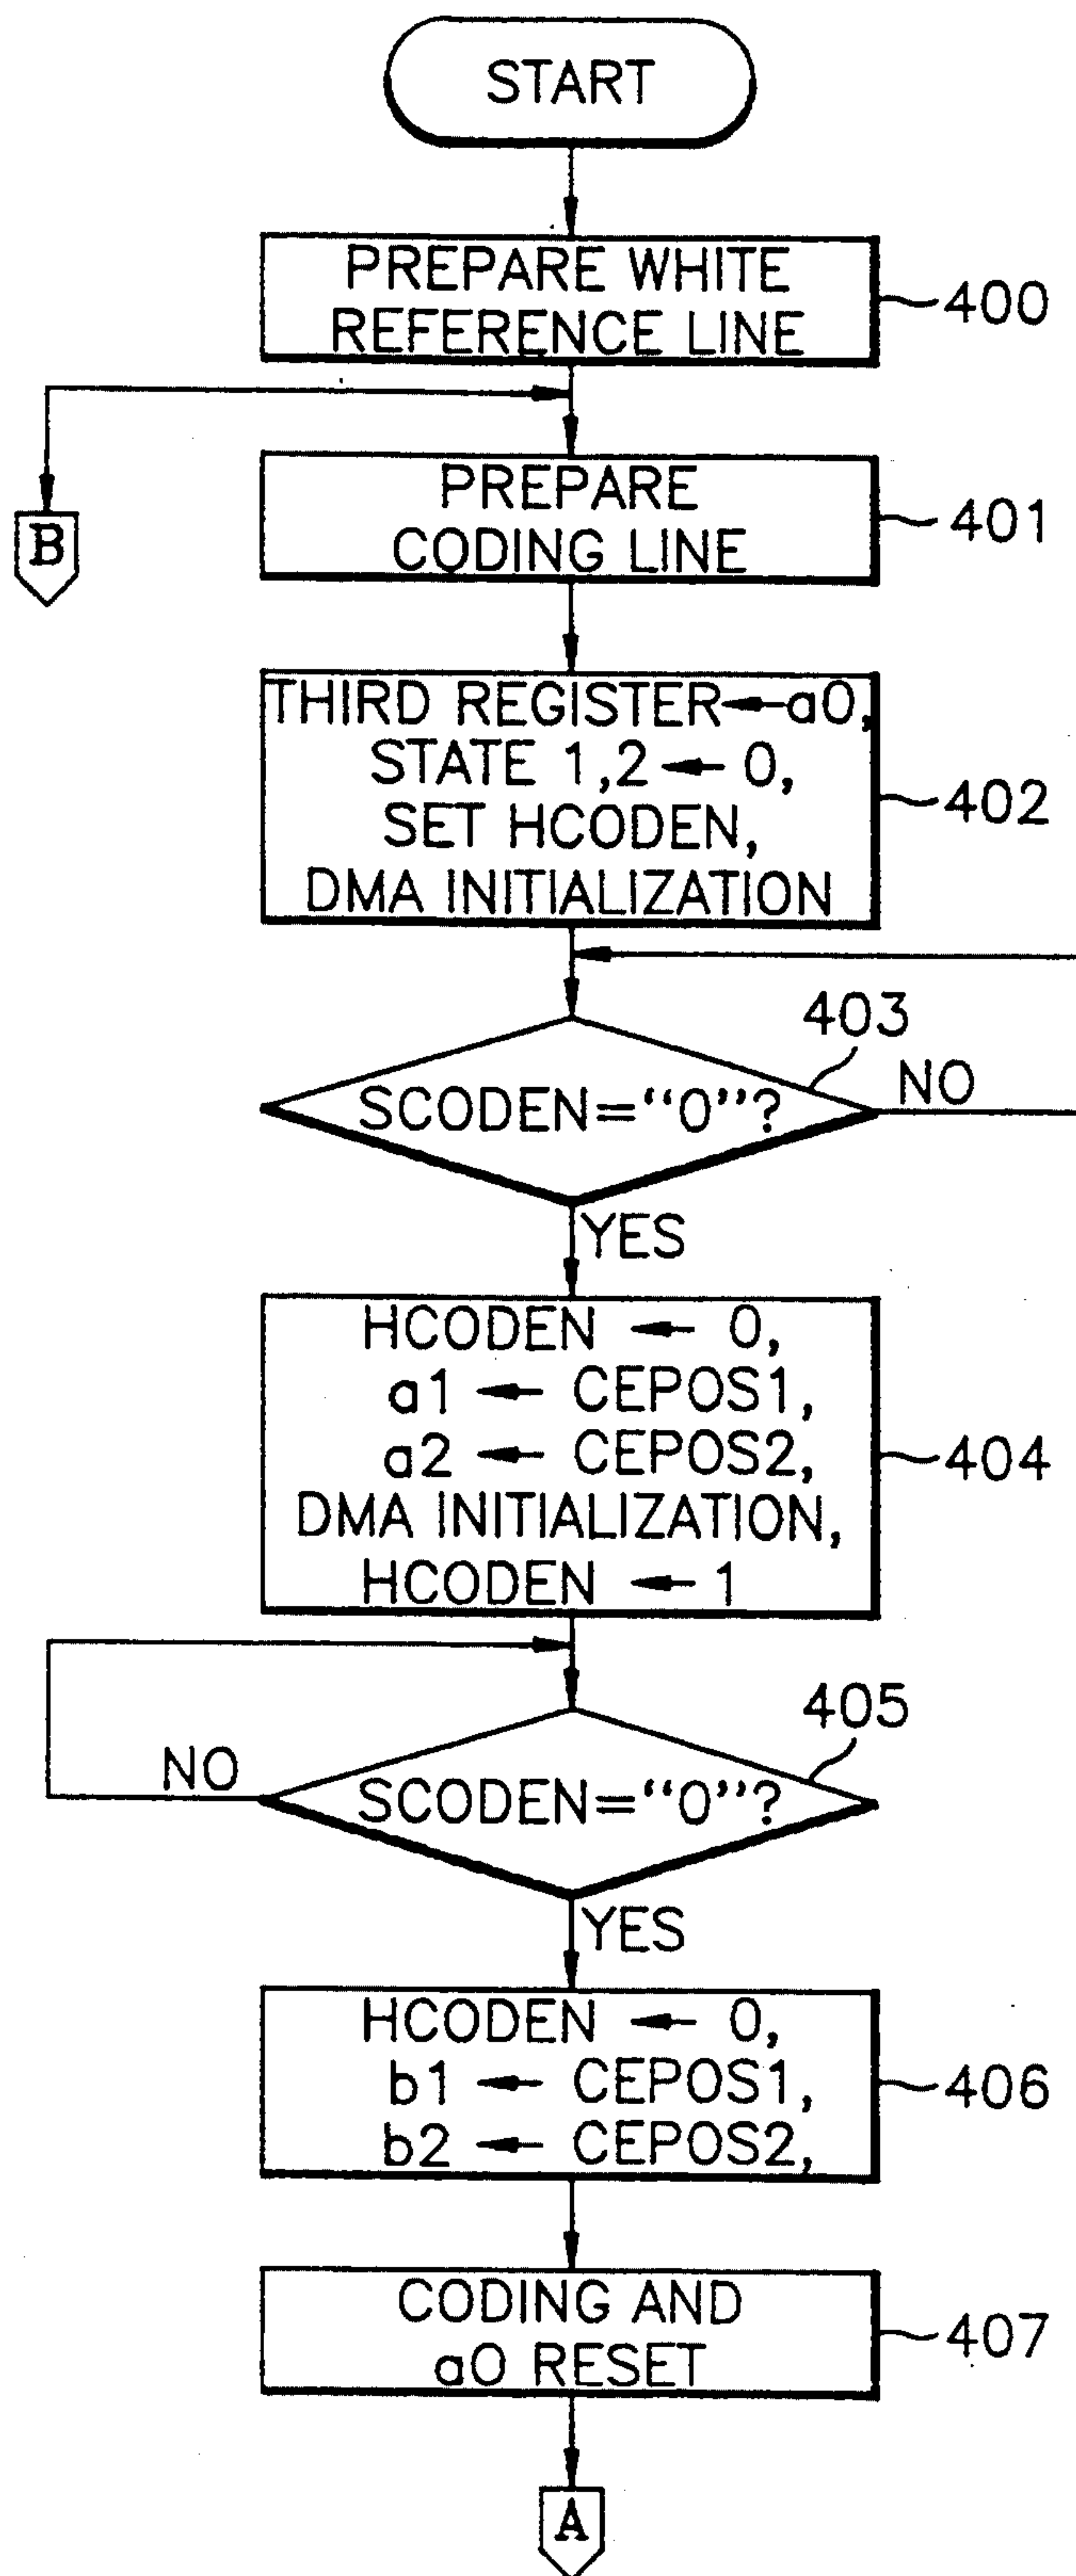 START
PREPARE WHITE
REFERENCE LINE
400
B
PREPARE
CODING LINE
401
THIRD REGISTER←a0,
STATE 1,2 ← 0,
SET HCODEN,
DMA INITIALIZATION
402
403
SCODEN="0"?
NO
YES
HCODEN ← 0,
a1 ← CEPOS1,
a2 ← CEPOS2,
DMA INITIALIZATION,
HCODEN ← 1
404
405
NO
SCODEN="0"?
YES
HCODEN ← 0,
b1 ← CEPOS1,
b2 ← CEPOS2,
406
CODING AND
a0 RESET
407
A